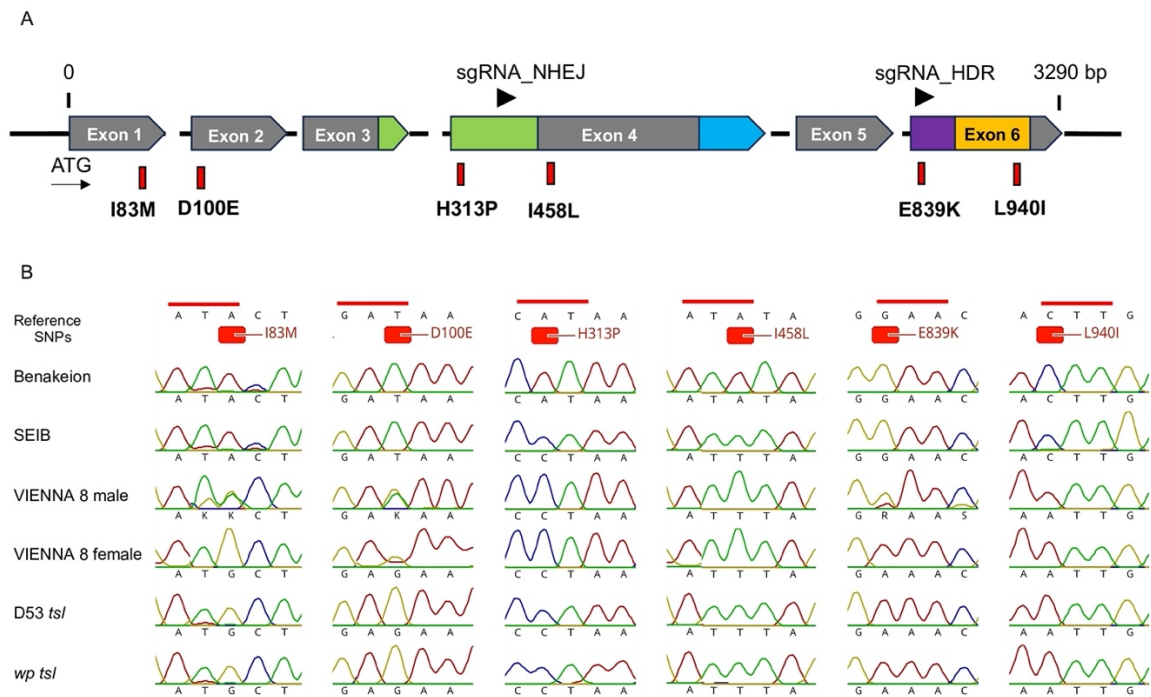 A
0 sgRNA_NHEJ sgRNA_HDR 3290 bp
Exon 1 Exon 2 Exon 3 Exon 4 Exon 5 Exon 6
ATG
I83M D100E H313P I458L E839K L940I
B
Reference SNPs
A T A C T G A T A A C A T A A A T A T A G G A A C A C T T G
I83M D100E H313P I458L E839K L940I
Benakeion
A T A C T G A T A A C A T A A A T A T A G G A A C A C T T G
SEIB
A T A C T G A T A A C C T A A A T T T A G G A A C A C T T G
VIENNA 8 male
A K K C T G A K A A C C T A A A T T T A G R A A S A A T T G
VIENNA 8 female
A T G C T G A G A A C C T A A A T T T A G A A A C A A T T G
D53 tsl
A T G C T G A G A A C C T A A A T T T A G A A A C A A T T G
wp tsl
A T G C T G A G A A C C T A A A T T T A G A A A C A A T T G